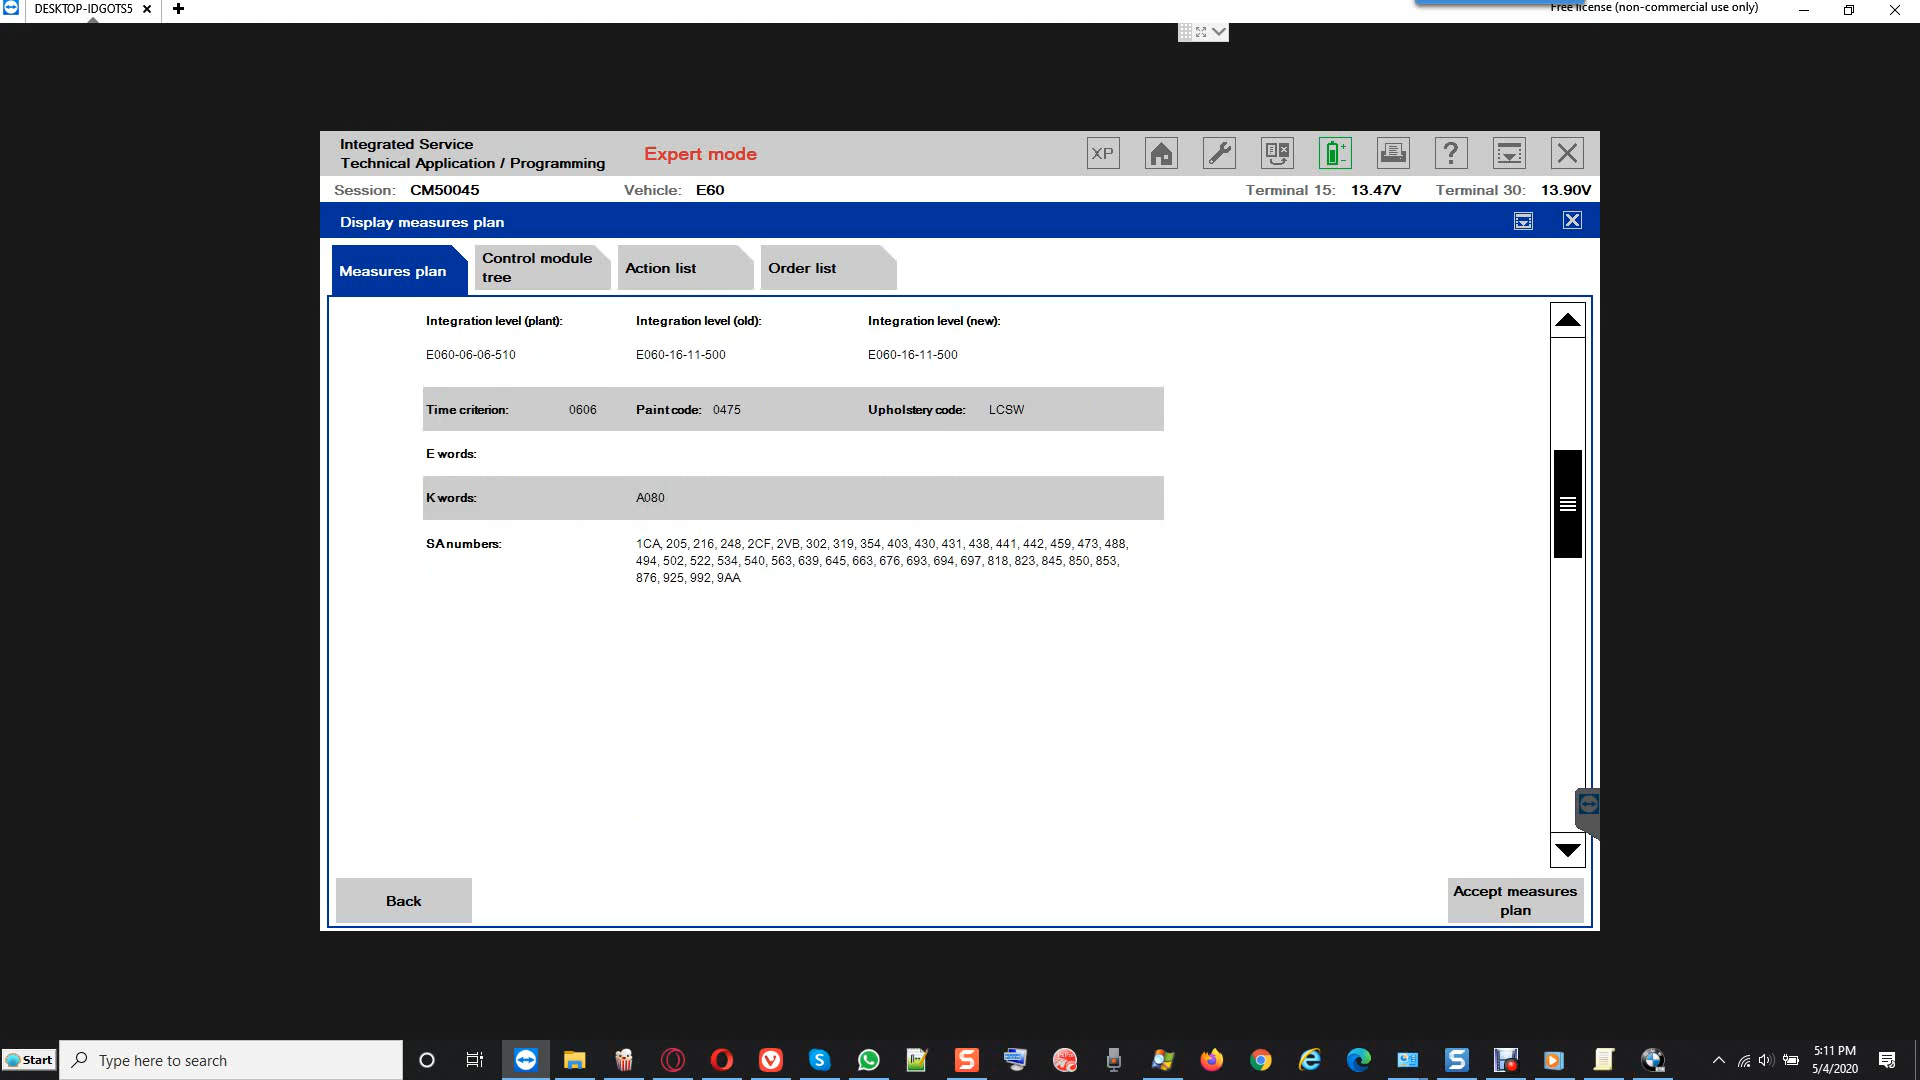 DESKTOP-IDGOTS5
Free license (non-commercial use only)
Integrated Service
Technical Application / Programming
Expert mode
XP
Session: CM50045 Vehicle: E60 Terminal 15: 13.47V Terminal 30: 13.90V
Display measures plan
Measures plan
Control module
tree
Action list
Order list
Integration level (plant): Integration level (old): Integration level (new):
E060-06-06-510 E060-16-11-500 E060-16-11-500
Time criterion: 0606 Paint code: 0475 Upholstery code: LCSW
E words:
K words: A080
SA numbers: 1CA, 205, 216, 248, 2CF, 2VB, 302, 319, 354, 403, 430, 431, 438, 441, 442, 459, 473, 488,
494, 502, 522, 534, 540, 563, 639, 645, 663, 676, 693, 694, 697, 818, 823, 845, 850, 853,
876, 925, 992, 9AA
Back
Accept measures
plan
Start
Type here to search
5:11 PM
5/4/2020